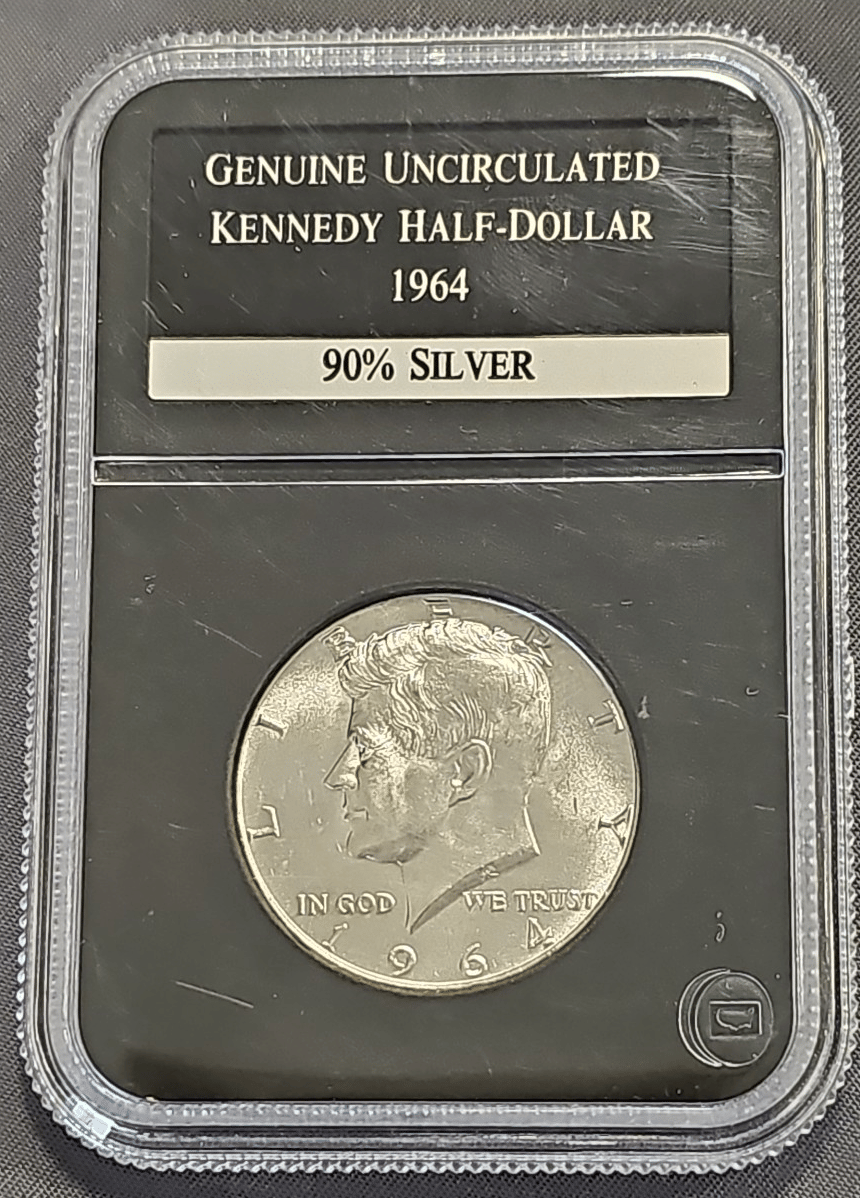 GENUINE UNCIRCULATED
KENNEDY HALF-DOLLAR
1964
90% SILVER
LIBERTY
IN GOD WE TRUST
1964